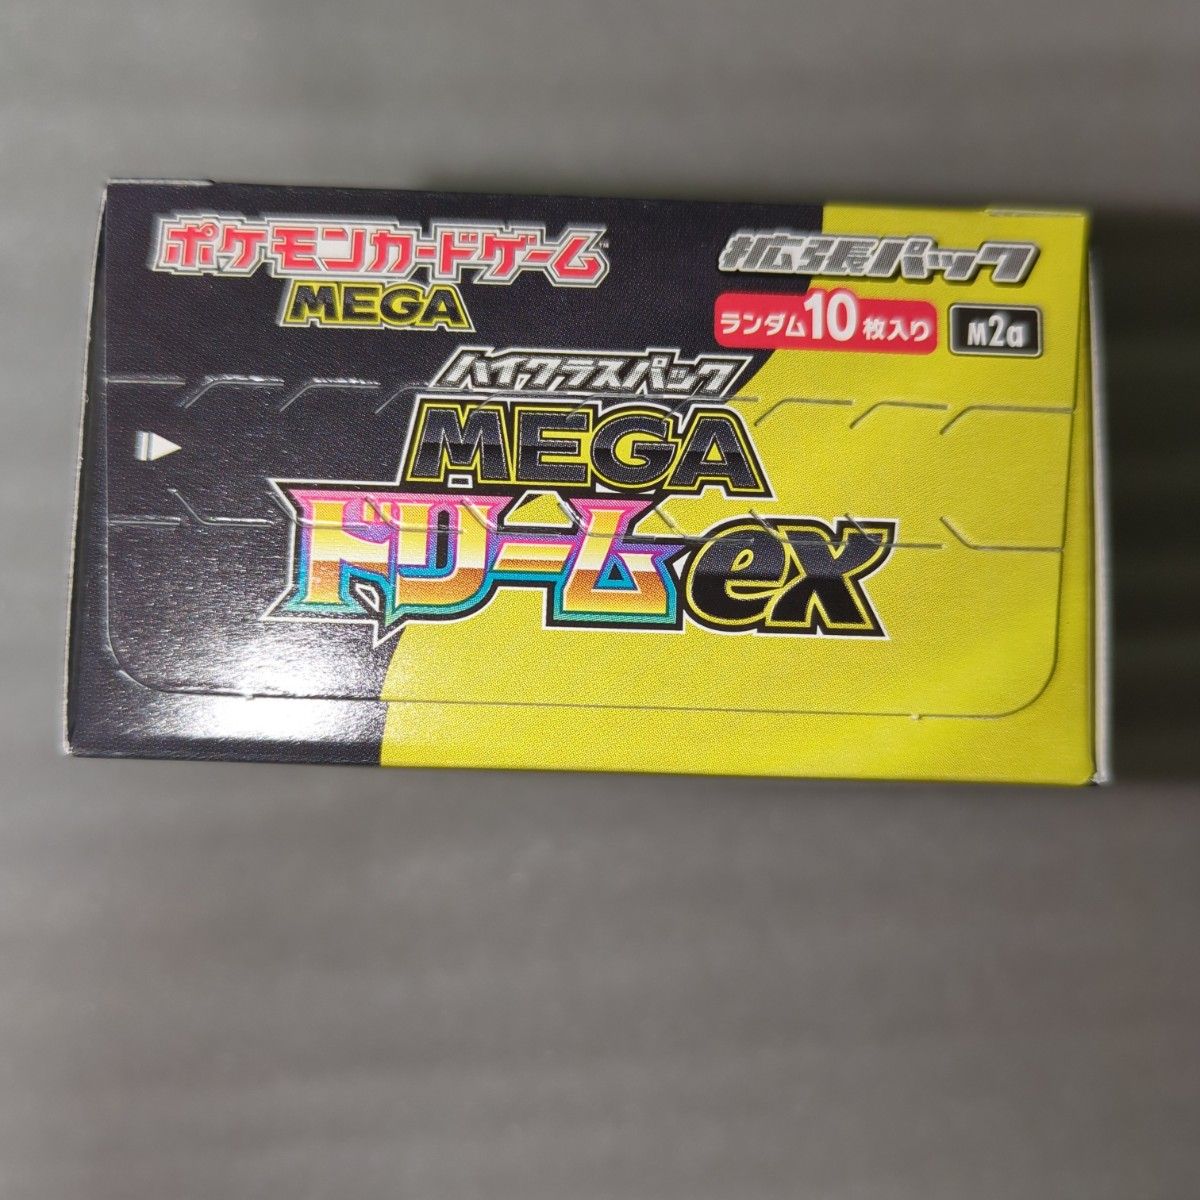 ポケモンカードゲーム™
MEGA
拡張パック
ランダム10枚入り
M2a
ハイクラスパック
MEGA
ドリームex